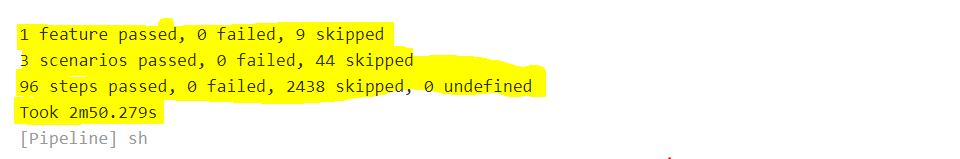 1 feature passed, 0 failed, 9 skipped
3 scenarios passed, 0 failed, 44 skipped
96 steps passed, 0 failed, 2438 skipped, 0 undefined
Took 2m50.279s
[Pipeline] sh